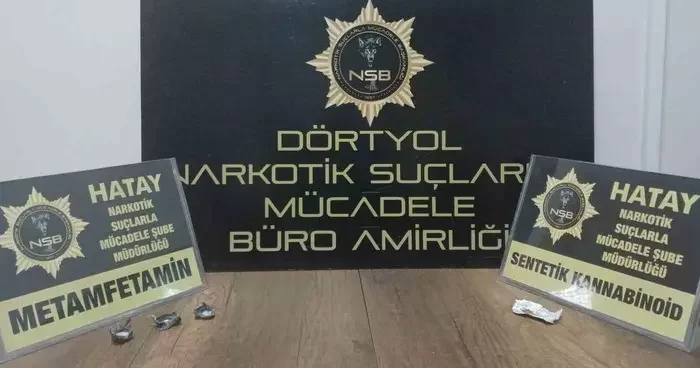 NSB
DÖRTYOL
NARKOTİK SUÇLARLA
MÜCADELE
BÜRO AMİRLİĞİ
HATAY
NARKOTİK
SUÇLARLA
MÜCADELE ŞUBE
MÜDÜRLÜĞÜ
NSB
METAMFETAMİN
HATAY
NARKOTİK
SUÇLARLA
MÜCADELE ŞUBE
MÜDÜRLÜĞÜ
NSB
SENTETİK KANNABİNOİD